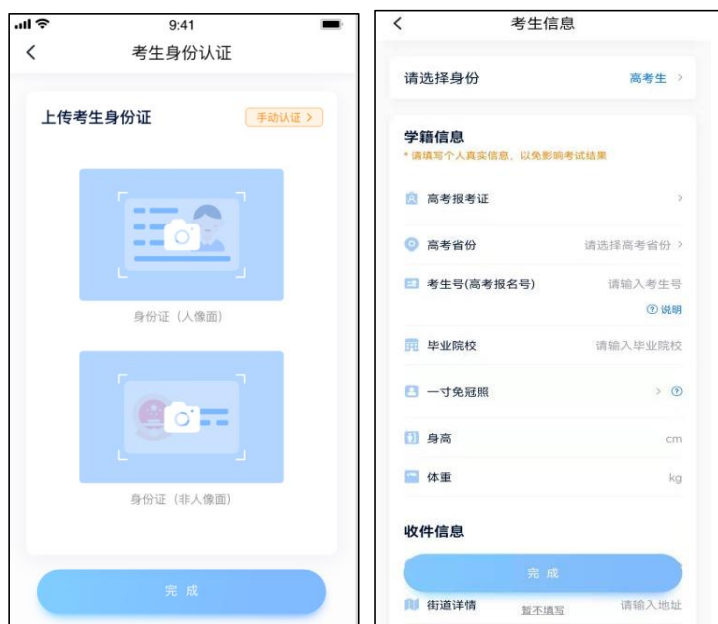 9:41
考生身份认证
上传考生身份证
手动认证 >
身份证（人像面）
身份证（非人像面）
完 成
考生信息
请选择身份
高考生 >
学籍信息
* 请填写个人真实信息，以免影响考试结果
高考报考证
高考省份
请选择高考省份 >
考生号(高考报名号)
请输入考生号
说明
毕业院校
请输入毕业院校
一寸免冠照
身高
cm
体重
kg
收件信息
完 成
街道详情
暂不填写
请输入地址